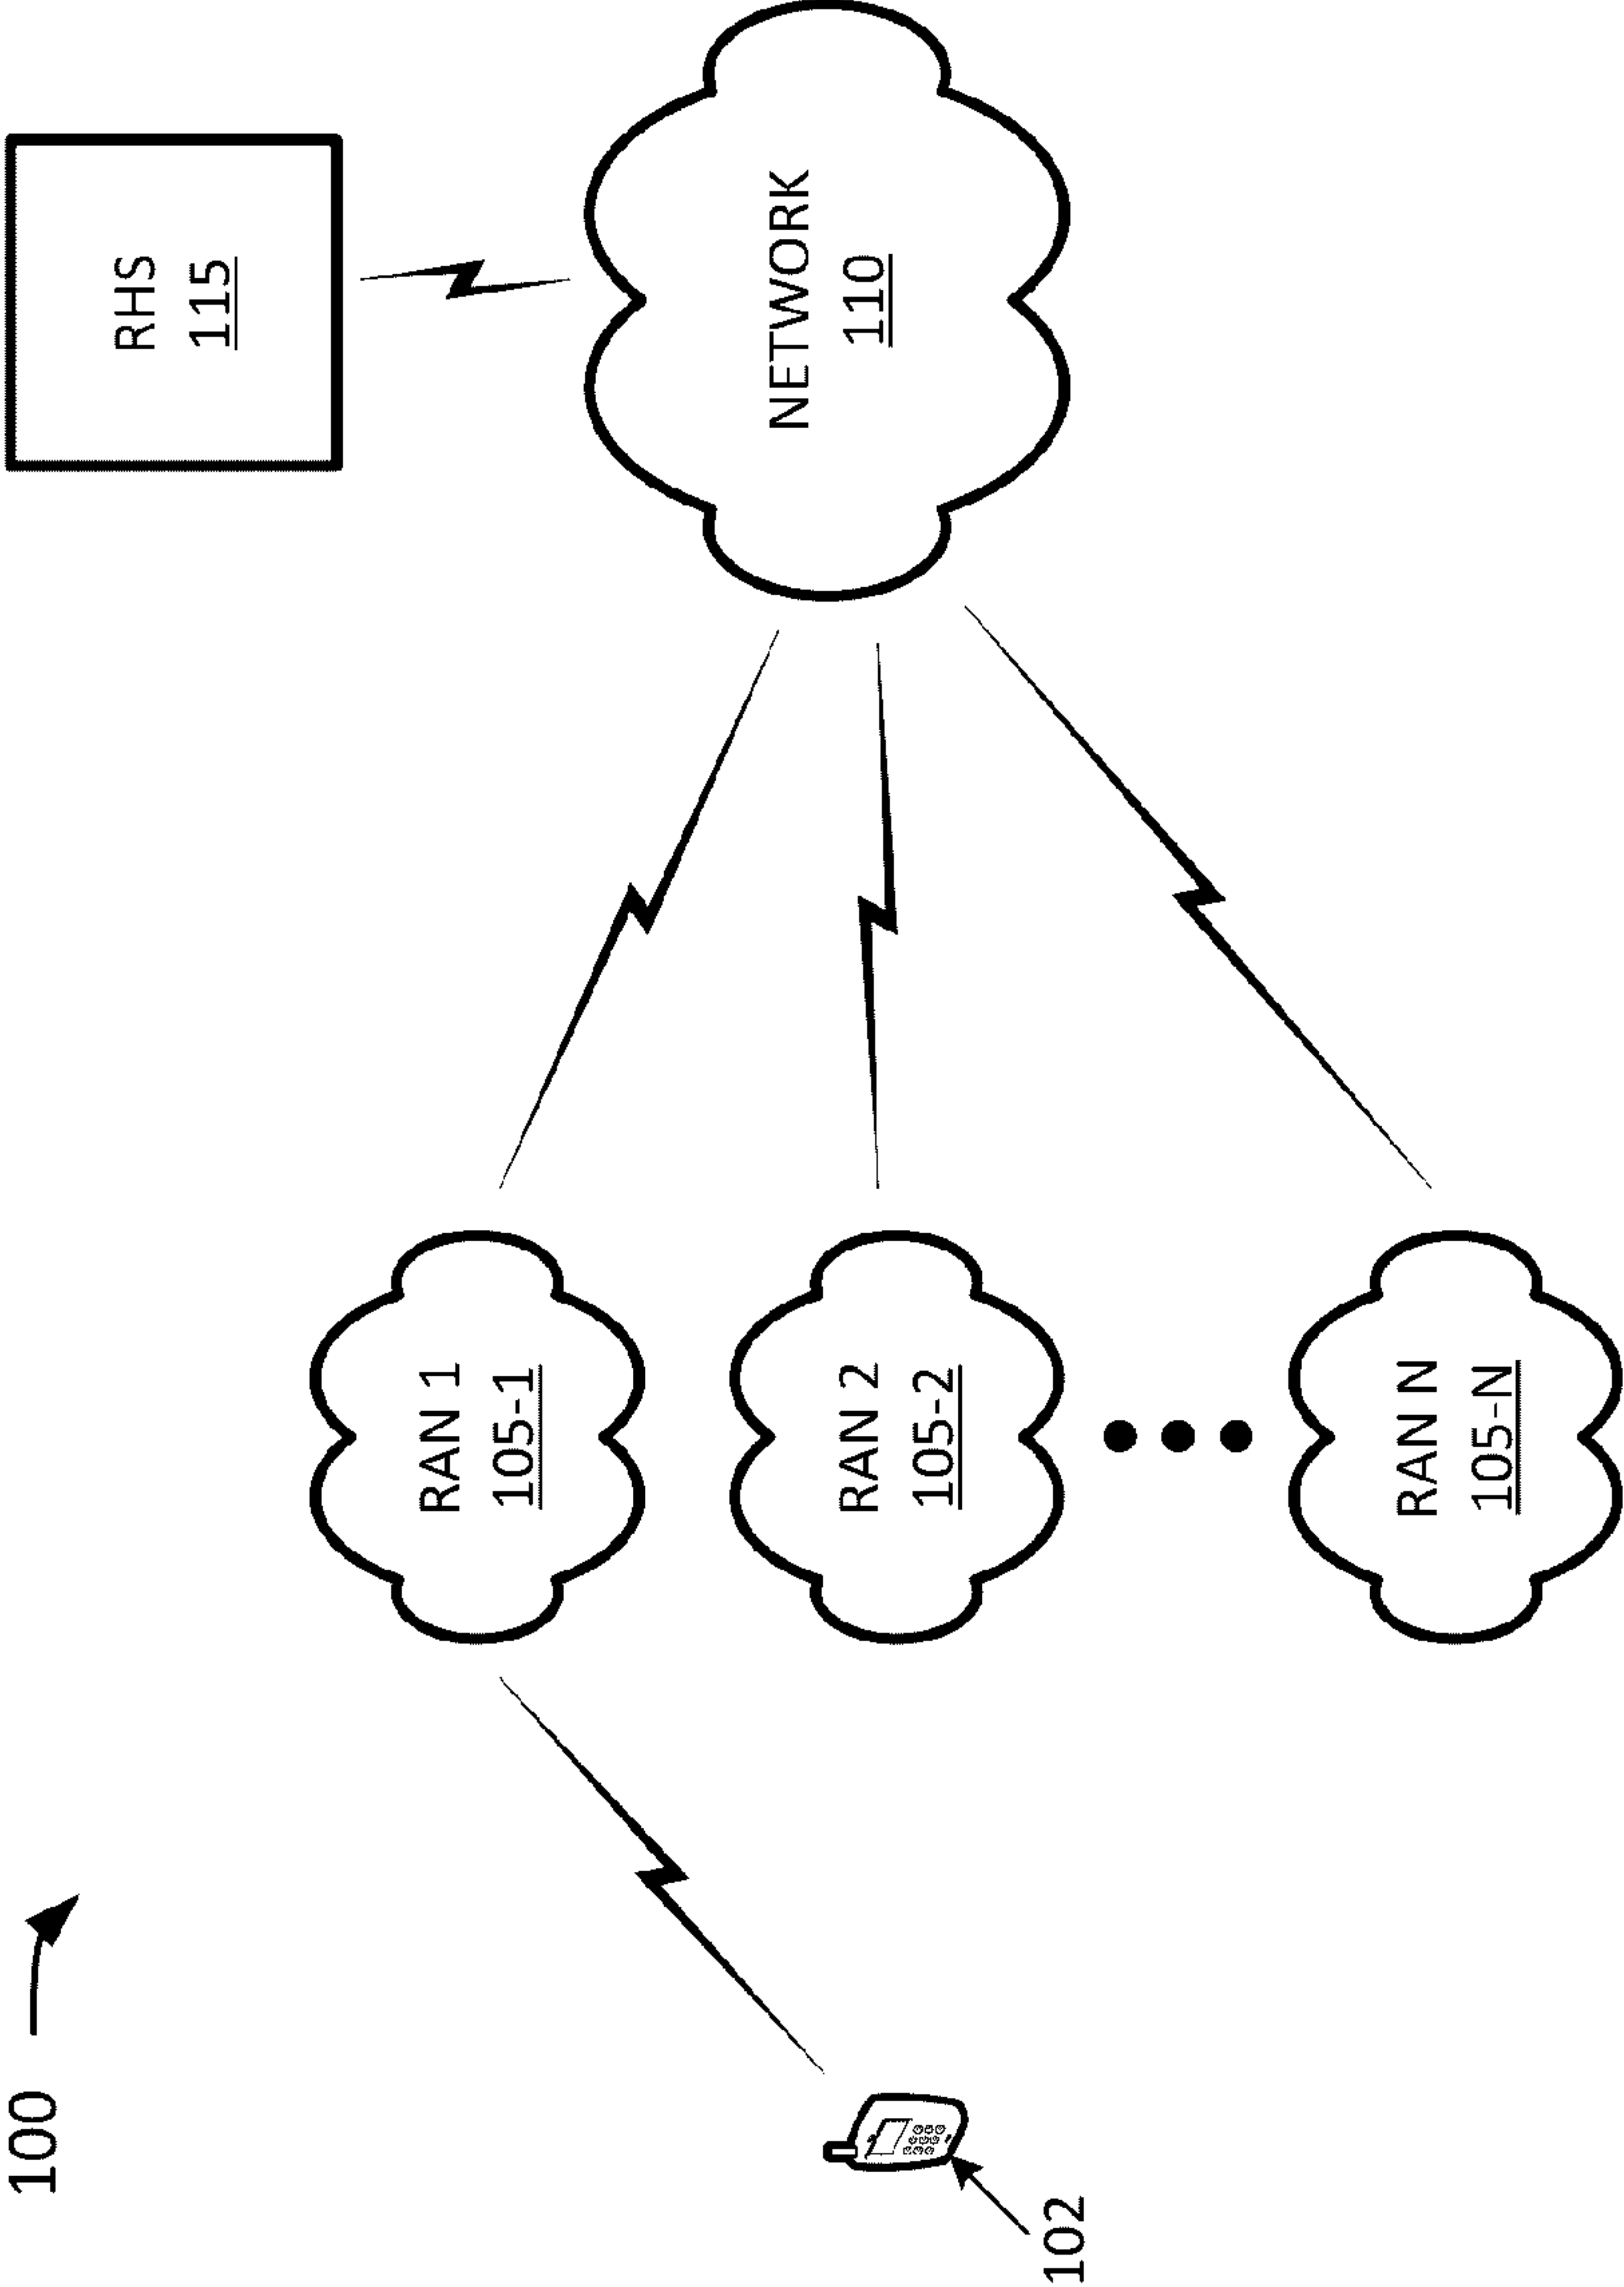 100
RHS
115
RAN 1
105-1
NETWORK
110
RAN 2
105-2
102
RAN N
105-N